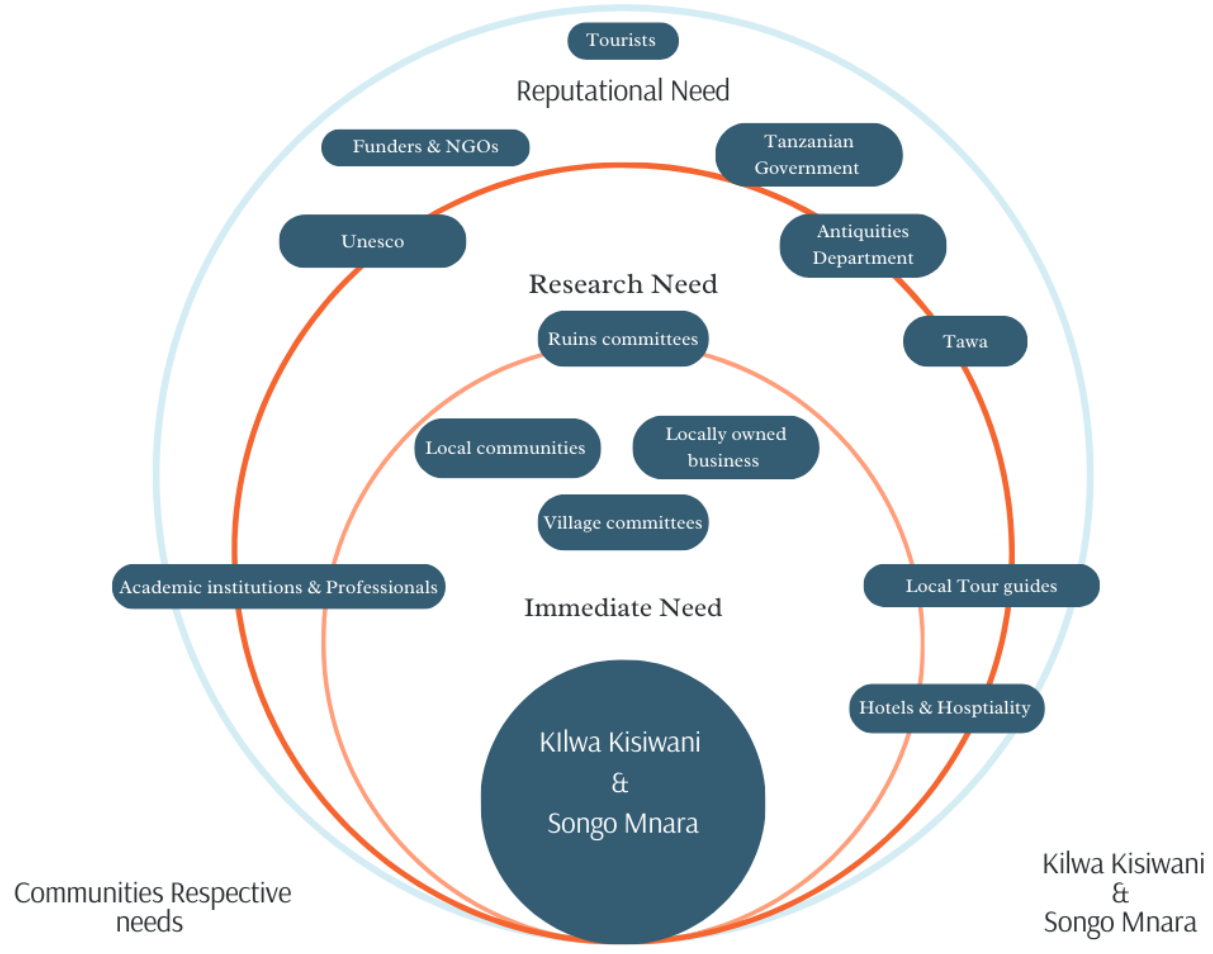 Tourists
Reputational Need
Funders & NGOs
Tanzanian
Government
Unesco
Antiquities
Department
Research Need
Ruins committees
Tawa
Local communities
Locally owned
business
Village committees
Academic institutions & Professionals
Local Tour guides
Immediate Need
Hotels & Hosptiality
KIlwa Kisiwani
&
Songo Mnara
Communities Respective
needs
Kilwa Kisiwani
&
Songo Mnara